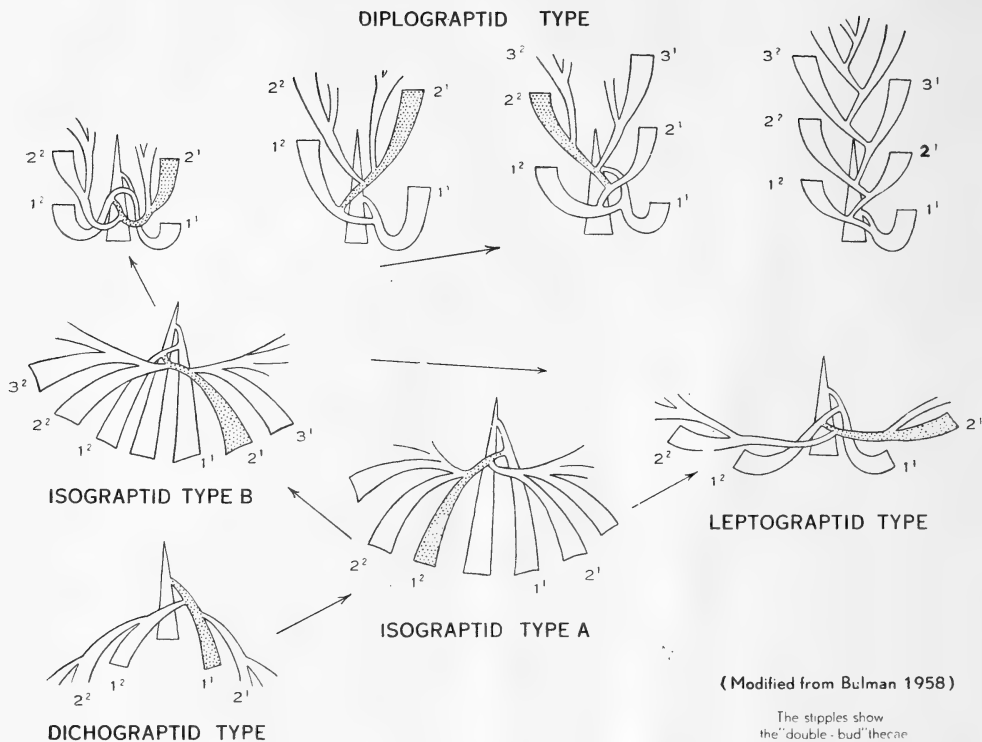 DIPLOGRAPTID TYPE
2² 2¹ 1² 1¹
2² 2¹ 1² 1¹
3² 3¹ 2² 2¹ 1² 1¹
3² 3¹ 2² 2¹ 1² 1¹
3² 2² 1² 1¹ 2¹ 3¹
ISOGRAPTID TYPE B
2² 1² 1¹ 2¹
ISOGRAPTID TYPE A
2² 1² 1¹ 2¹
LEPTOGRAPTID TYPE
2² 1² 1¹ 2¹
DICHOGRAPTID TYPE
(Modified from Bulman 1958)
The stipples show
the "double-bud" thecae